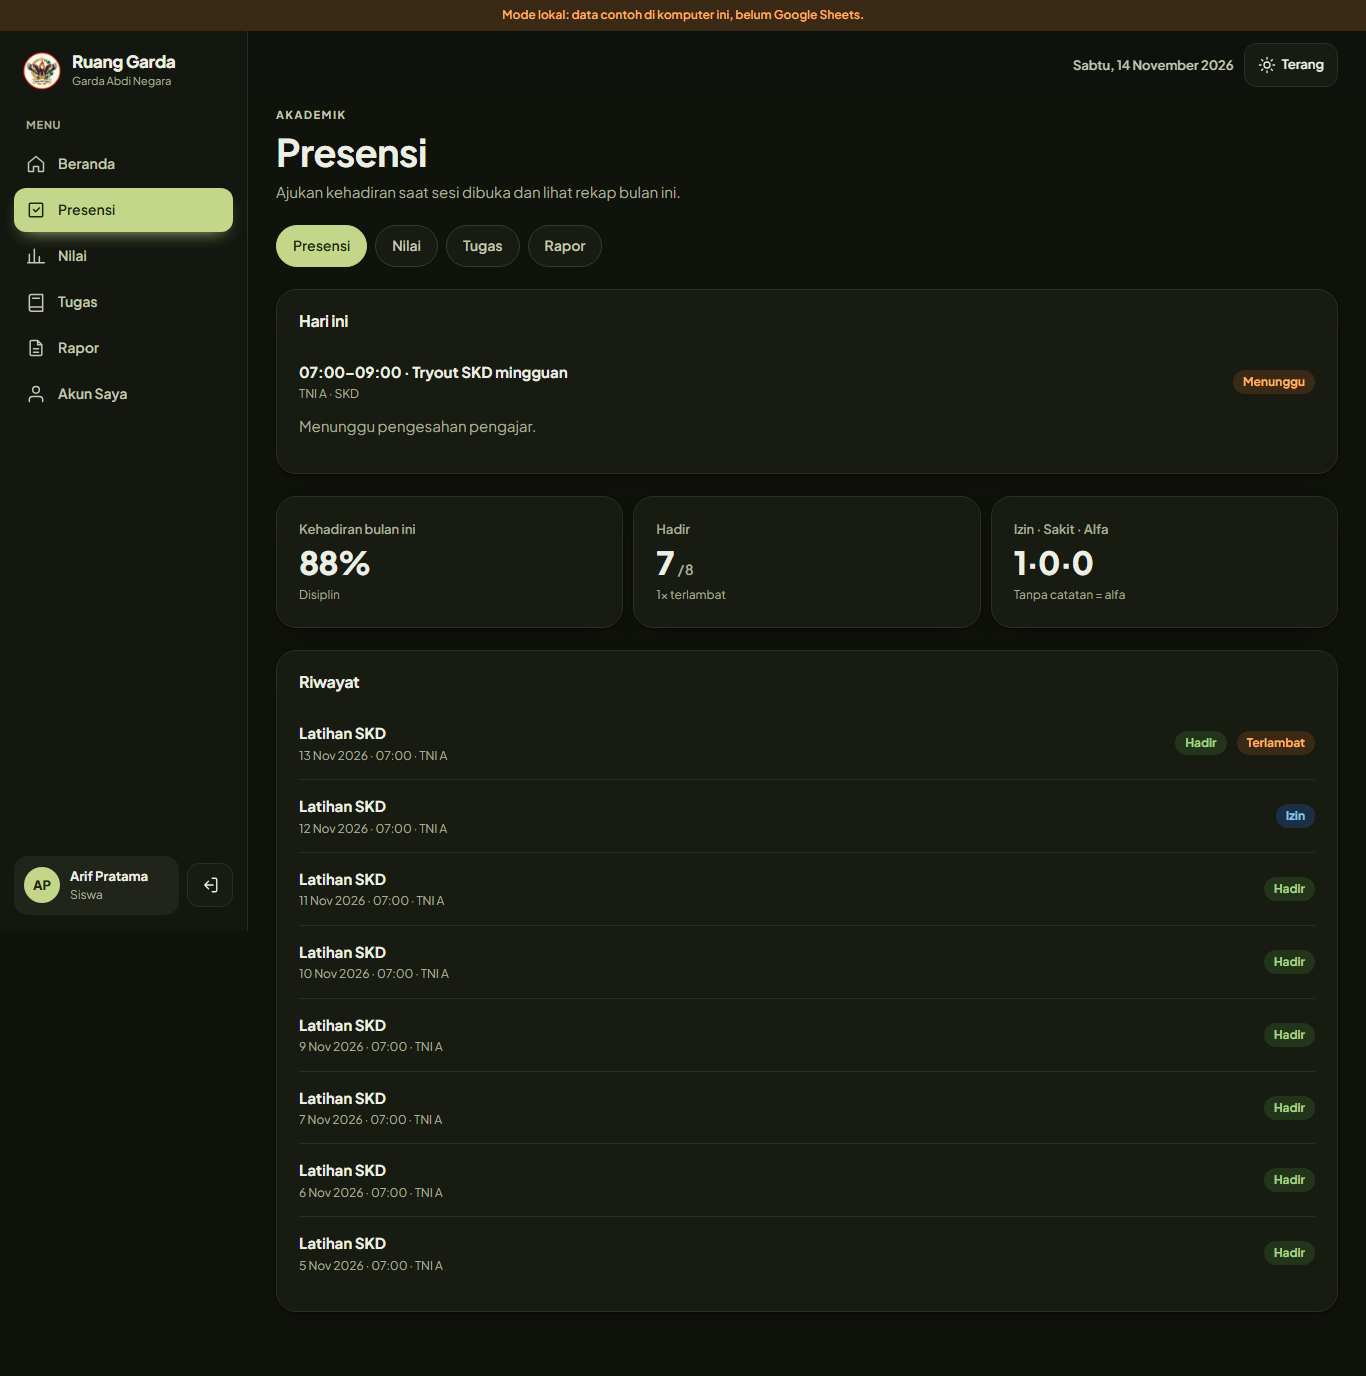 Mode lokal: data contoh di komputer ini, belum Google Sheets.
Ruang Garda
Garda Abdi Negara
MENU
Beranda
Presensi
Nilai
Tugas
Rapor
Akun Saya
AP
Arif Pratama
Siswa
Sabtu, 14 November 2026
Terang
AKADEMIK
Presensi
Ajukan kehadiran saat sesi dibuka dan lihat rekap bulan ini.
Presensi
Nilai
Tugas
Rapor
Hari ini
07:00–09:00 · Tryout SKD mingguan
TNI A · SKD
Menunggu
Menunggu pengesahan pengajar.
Kehadiran bulan ini
88%
Disiplin
Hadir
7 /8
1× terlambat
Izin · Sakit · Alfa
1·0·0
Tanpa catatan = alfa
Riwayat
Latihan SKD
13 Nov 2026 · 07:00 · TNI A
Hadir
Terlambat
Latihan SKD
12 Nov 2026 · 07:00 · TNI A
Izin
Latihan SKD
11 Nov 2026 · 07:00 · TNI A
Hadir
Latihan SKD
10 Nov 2026 · 07:00 · TNI A
Hadir
Latihan SKD
9 Nov 2026 · 07:00 · TNI A
Hadir
Latihan SKD
7 Nov 2026 · 07:00 · TNI A
Hadir
Latihan SKD
6 Nov 2026 · 07:00 · TNI A
Hadir
Latihan SKD
5 Nov 2026 · 07:00 · TNI A
Hadir